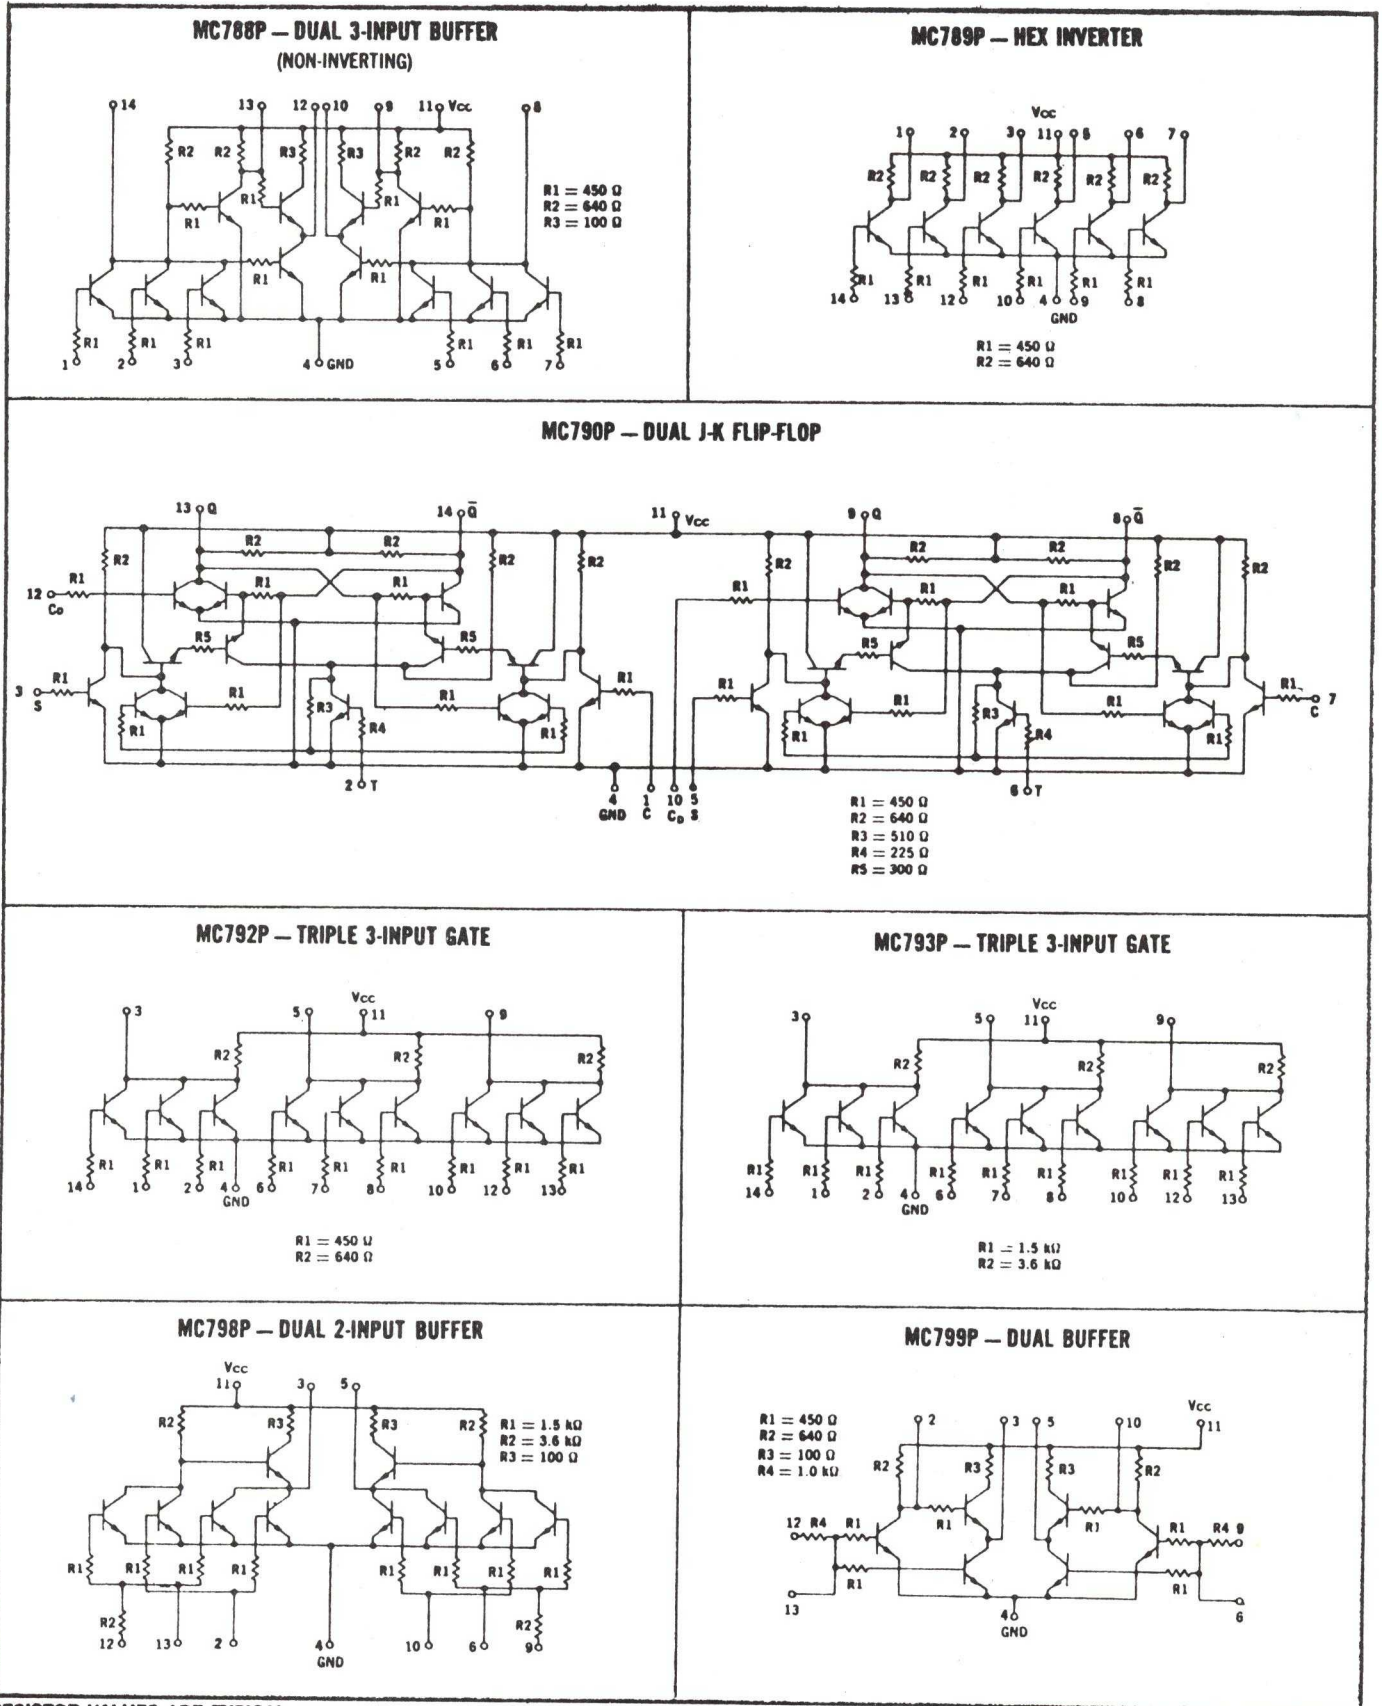 MC788P — DUAL 3-INPUT BUFFER
(NON-INVERTING)
14 13 12 10 9 11 Vcc 8
R2 R2 R3 R3 R2 R2
R1 R1 R1 R1
R1 R1
R1 R1 R1 R1 R1 R1
1 2 3 4 GND 5 6 7
R1 = 450 Ω
R2 = 640 Ω
R3 = 100 Ω
MC789P — HEX INVERTER
Vcc
1 2 3 11 5 6 7
R2 R2 R2 R2 R2 R2
R1 R1 R1 R1 R1 R1
14 13 12 10 4 9 8
GND
R1 = 450 Ω
R2 = 640 Ω
MC790P — DUAL J-K FLIP-FLOP
13 Q 14 Q̄ 11 Vcc 9 Q 8 Q̄
R2 R2 R2 R2
R2 R2 R2 R2
R1 R1 R1 R1 R1 R1
12
CD
R5 R5 R5 R5
3 R1 R1 R1 R1 R1 R1 R1 R1 7
S C
R3 R3
R1 R4 R1 R1 R4 R1
2 T 4 1 10 5 6 T
GND C CD S
R1 = 450 Ω
R2 = 640 Ω
R3 = 510 Ω
R4 = 225 Ω
R5 = 300 Ω
MC792P — TRIPLE 3-INPUT GATE
Vcc
3 5 11 9
R2 R2 R2
R1 R1 R1 R1 R1 R1 R1 R1 R1
14 1 2 4 6 7 8 10 12 13
GND
R1 = 450 Ω
R2 = 640 Ω
MC793P — TRIPLE 3-INPUT GATE
Vcc
3 5 11 9
R2 R2 R2
R1 R1 R1 R1 R1 R1 R1 R1 R1
14 1 2 4 6 7 8 10 12 13
GND
R1 = 1.5 kΩ
R2 = 3.6 kΩ
MC798P — DUAL 2-INPUT BUFFER
Vcc
11 3 5
R2 R3 R3 R2
R1 = 1.5 kΩ
R2 = 3.6 kΩ
R3 = 100 Ω
R1 R1 R1 R1 R1 R1 R1 R1
R2 R2
12 13 2 4 10 6 9
GND
MC799P — DUAL BUFFER
R1 = 450 Ω
R2 = 640 Ω
R3 = 100 Ω
R4 = 1.0 kΩ
Vcc
2 3 5 10 11
R2 R3 R3 R2
R1 R1
12 R4 R1 R1 R4 9
R1 R1
13 4 6
GND